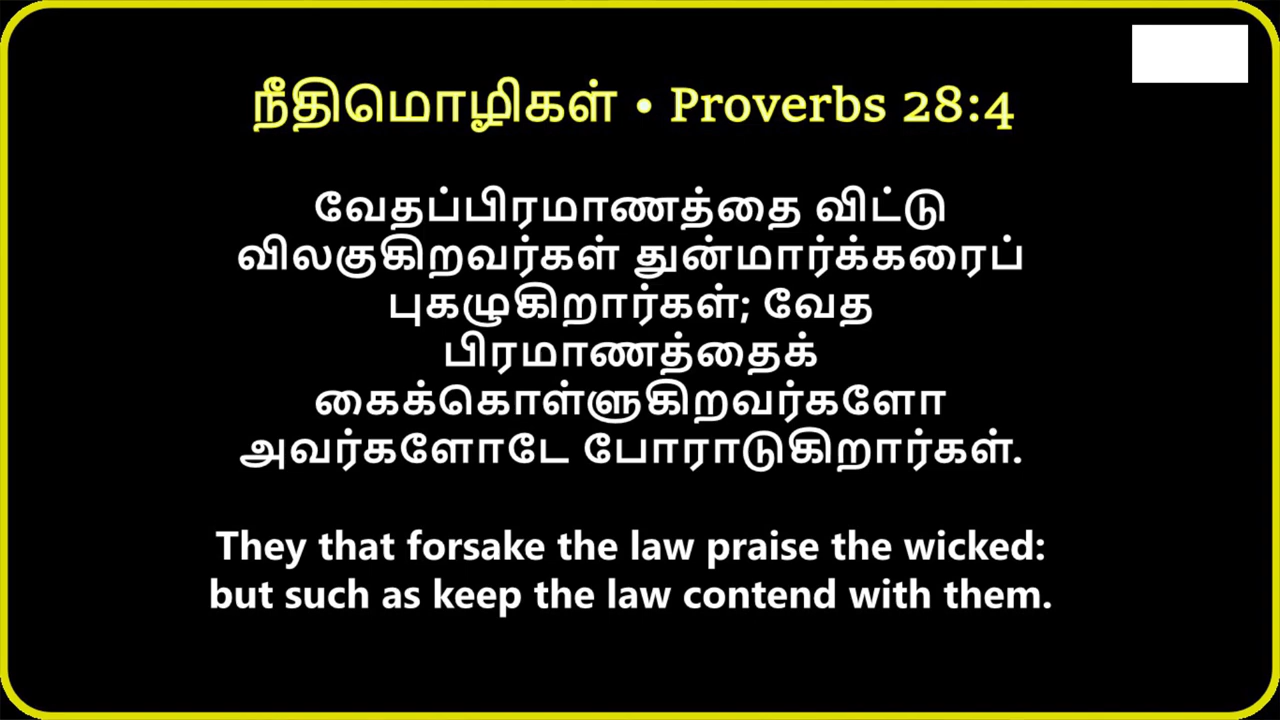 நீதிமொழிகள் • Proverbs 28:4
வேதப்பிரமாணத்தை விட்டு
விலகுகிறவர்கள் துன்மார்க்கரைப்
புகழுகிறார்கள்; வேத
பிரமாணத்தைக்
கைக்கொள்ளுகிறவர்களோ
அவர்களோடே போராடுகிறார்கள்.
They that forsake the law praise the wicked:
but such as keep the law contend with them.